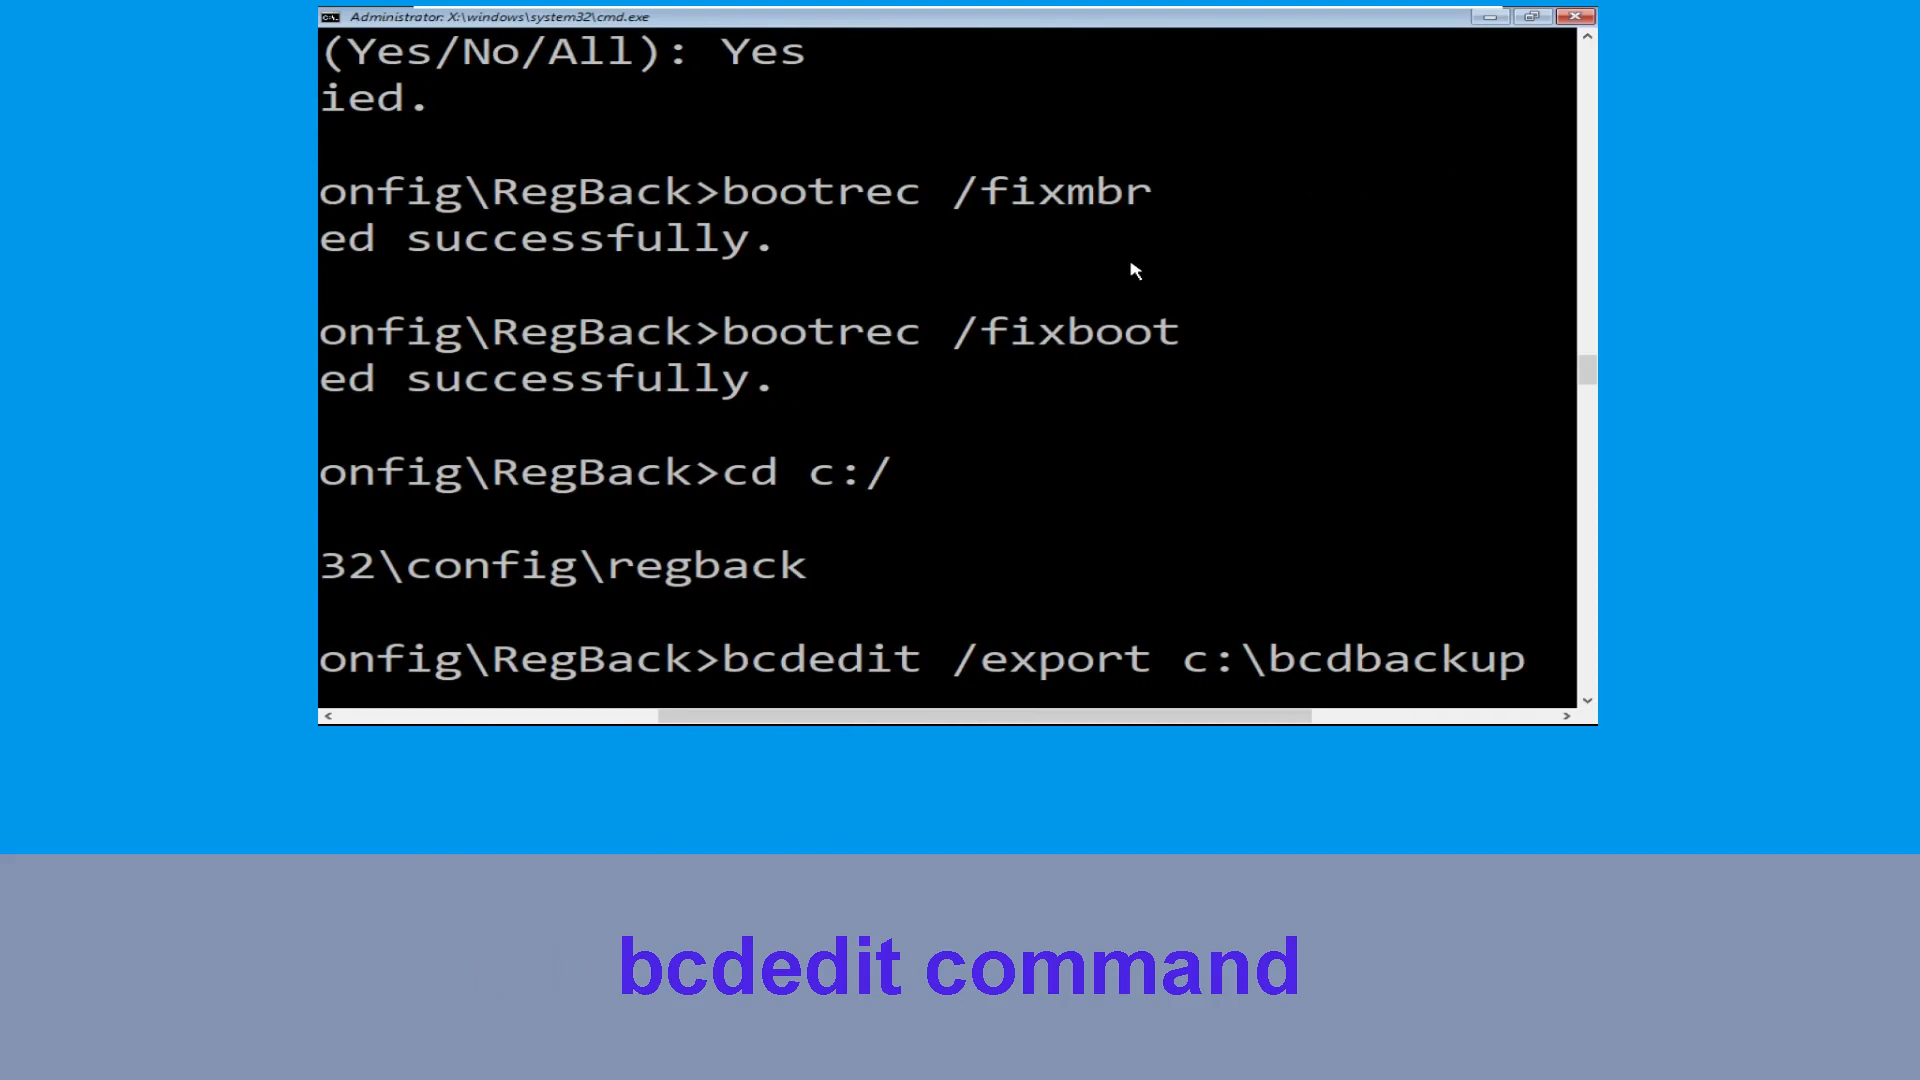 Administrator: X:\windows\system32\cmd.exe
(Yes/No/All): Yes
ied.
onfig\RegBack>bootrec /fixmbr
ed successfully.
onfig\RegBack>bootrec /fixboot
ed successfully.
onfig\RegBack>cd c:/
32\config\regback
onfig\RegBack>bcdedit /export c:\bcdbackup
bcdedit command